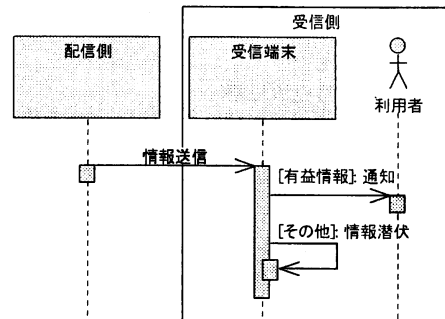 受信側
配信側
受信端末
利用者
情報送信
[有益情報]: 通知
[その他]: 情報潜伏